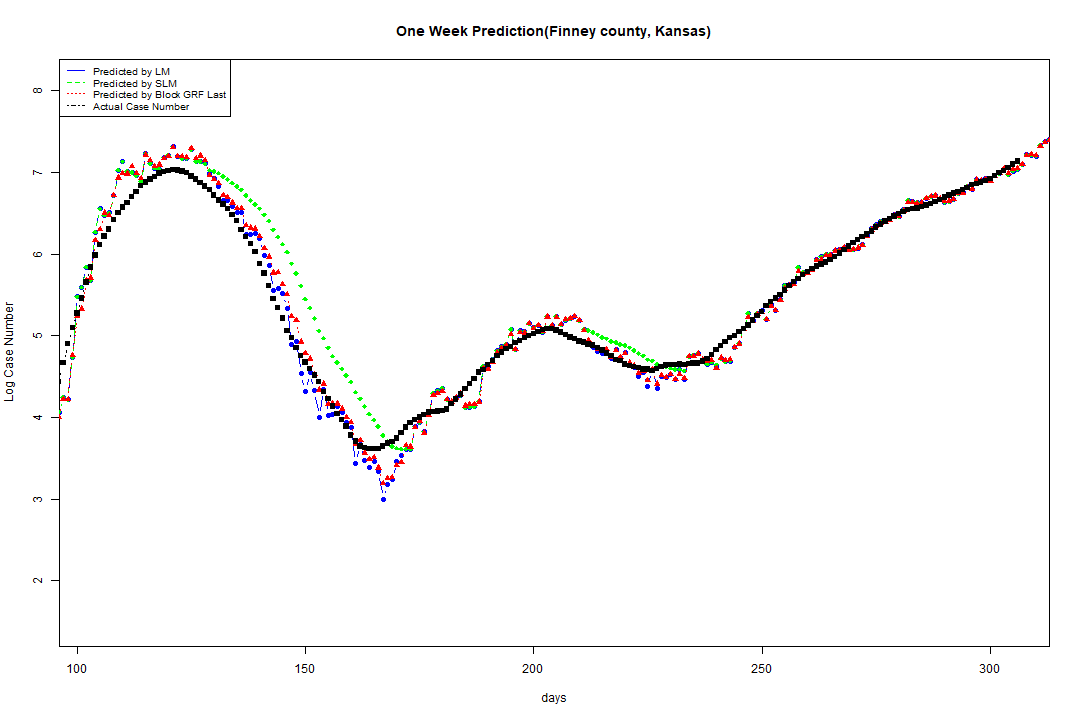 One Week Prediction(Finney county, Kansas)
Predicted by LM
Predicted by SLM
Predicted by Block GRF Last
Actual Case Number
8
7
6
5
4
3
2
Log Case Number
100 150 200 250 300
days